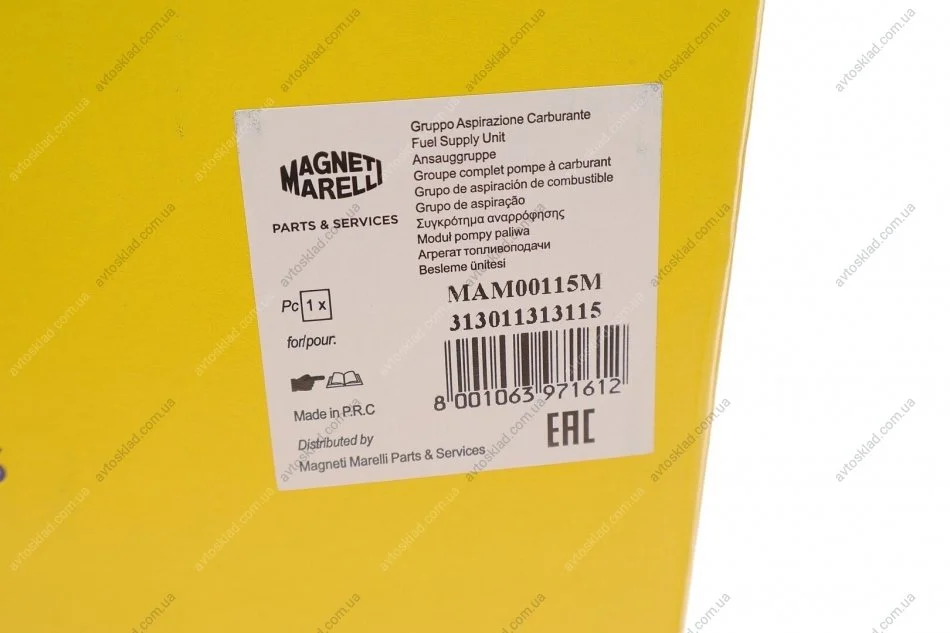 MAGNETI
MARELLI
PARTS & SERVICES
Gruppo Aspirazione Carburante
Fuel Supply Unit
Ansauggruppe
Groupe complet pompe à carburant
Grupo de aspiración de combustible
Grupo de aspiração
Συγκρότημα αναρρόφησης
Moduł pompy paliwa
Агрегат топливоподачи
Besleme ünitesi
MAM00115M
313011313115
8 001063 971612
EAC
Pc 1 x
for/pour.
Made in P.R.C
Distributed by
Magneti Marelli Parts & Services
avtosklad.com.ua